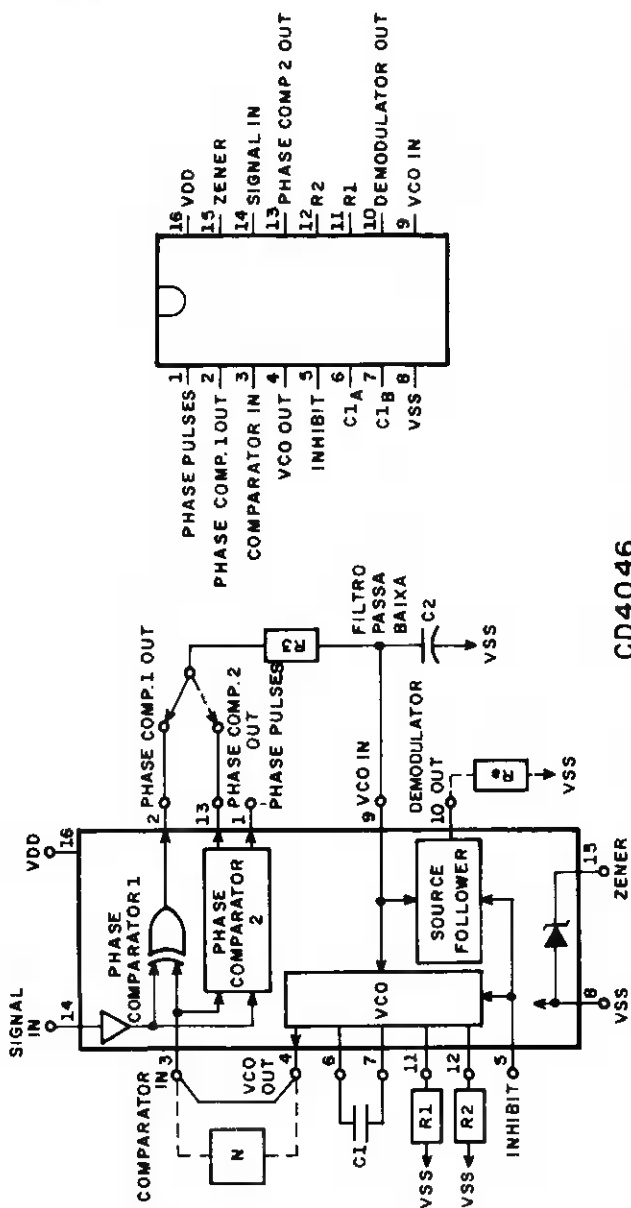 SIGNAL
IN
14
VDD
16
PHASE
COMPARATOR 1
COMPARATOR
IN
3
N
VCO
OUT
4
PHASE
COMPARATOR
2
2
PHASE COMP. 1 OUT
13
PHASE COMP. 2
OUT
1
PHASE PULSES
R3
FILTRO
PASSA
BAIXA
C2
VSS
C1
6
7
VCO
9
VCO IN
DEMODULATOR
10 OUT
R*
VSS
SOURCE
FOLLOWER
VSS
R1
11
VSS
R2
12
INHIBIT
5
VSS
8
15
ZENER
PHASE PULSES 1
PHASE COMP. 1 OUT 2
COMPARATOR IN 3
VCO OUT 4
INHIBIT 5
C1A 6
C1B 7
VSS 8
16 VDD
15 ZENER
14 SIGNAL IN
13 PHASE COMP 2 OUT
12 R2
11 R1
10 DEMODULATOR OUT
9 VCO IN
CD4046